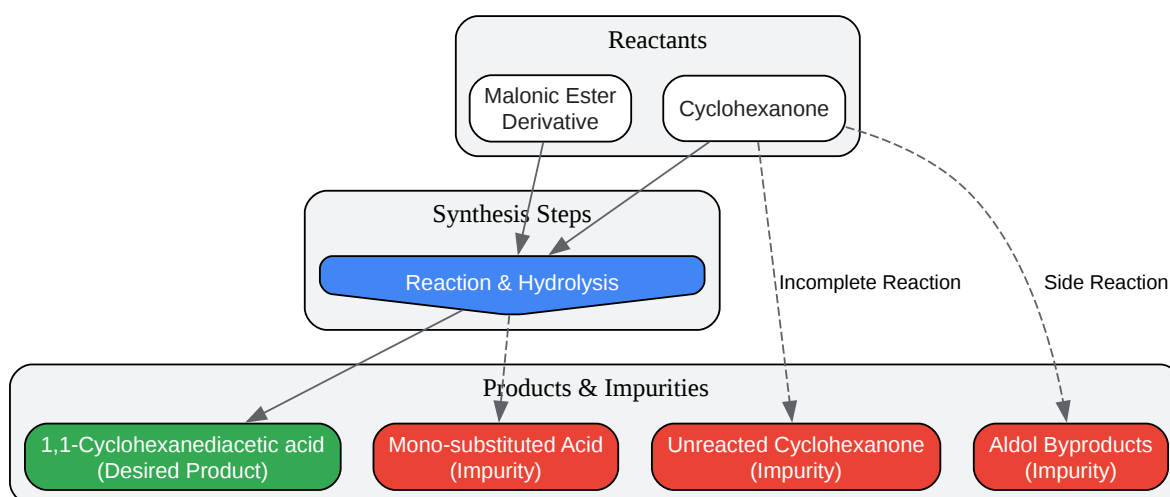 Reactants
Malonic Ester
Derivative
Cyclohexanone
Synthesis Steps
Reaction & Hydrolysis
Incomplete Reaction
Side Reaction
Products & Impurities
1,1-Cyclohexanediacetic acid
(Desired Product)
Mono-substituted Acid
(Impurity)
Unreacted Cyclohexanone
(Impurity)
Aldol Byproducts
(Impurity)